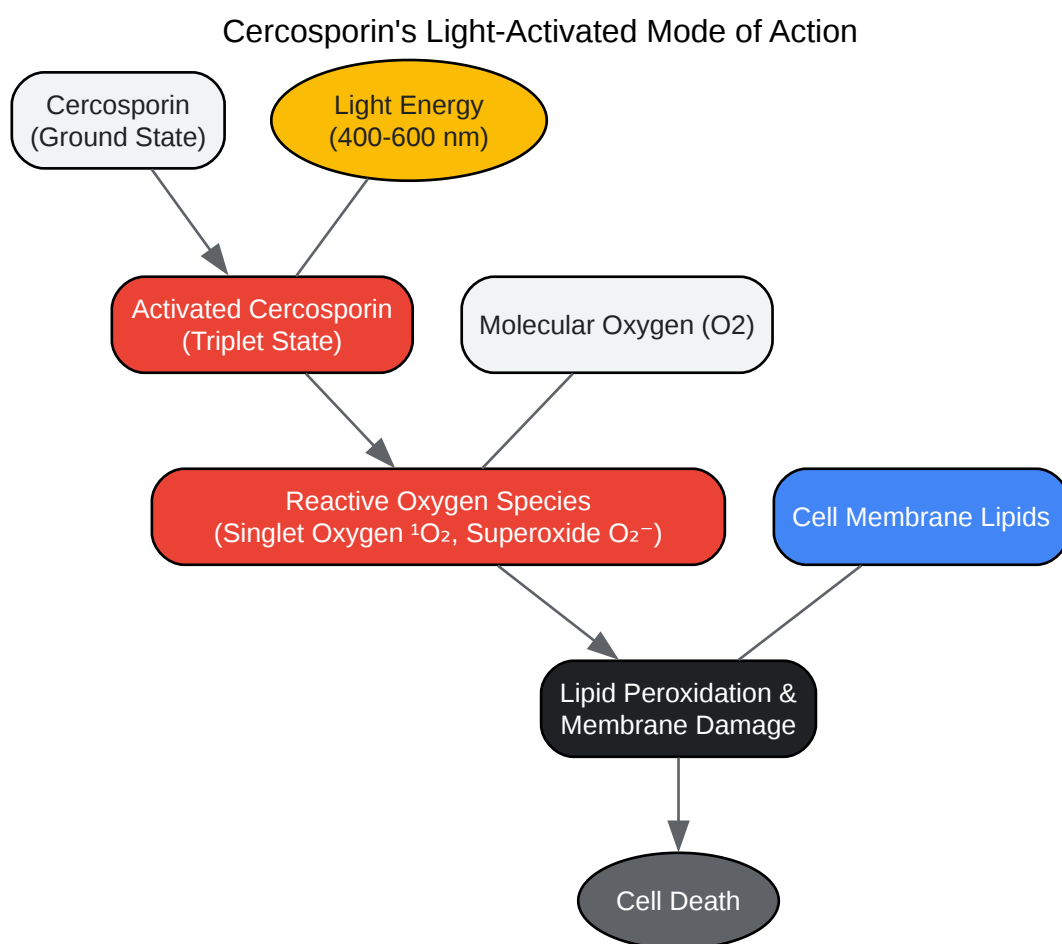 Cercosporin's Light-Activated Mode of Action
Cercosporin
(Ground State)
Light Energy
(400-600 nm)
Activated Cercosporin
(Triplet State)
Molecular Oxygen (O2)
Reactive Oxygen Species
(Singlet Oxygen ¹O₂, Superoxide O₂⁻)
Cell Membrane Lipids
Lipid Peroxidation &
Membrane Damage
Cell Death